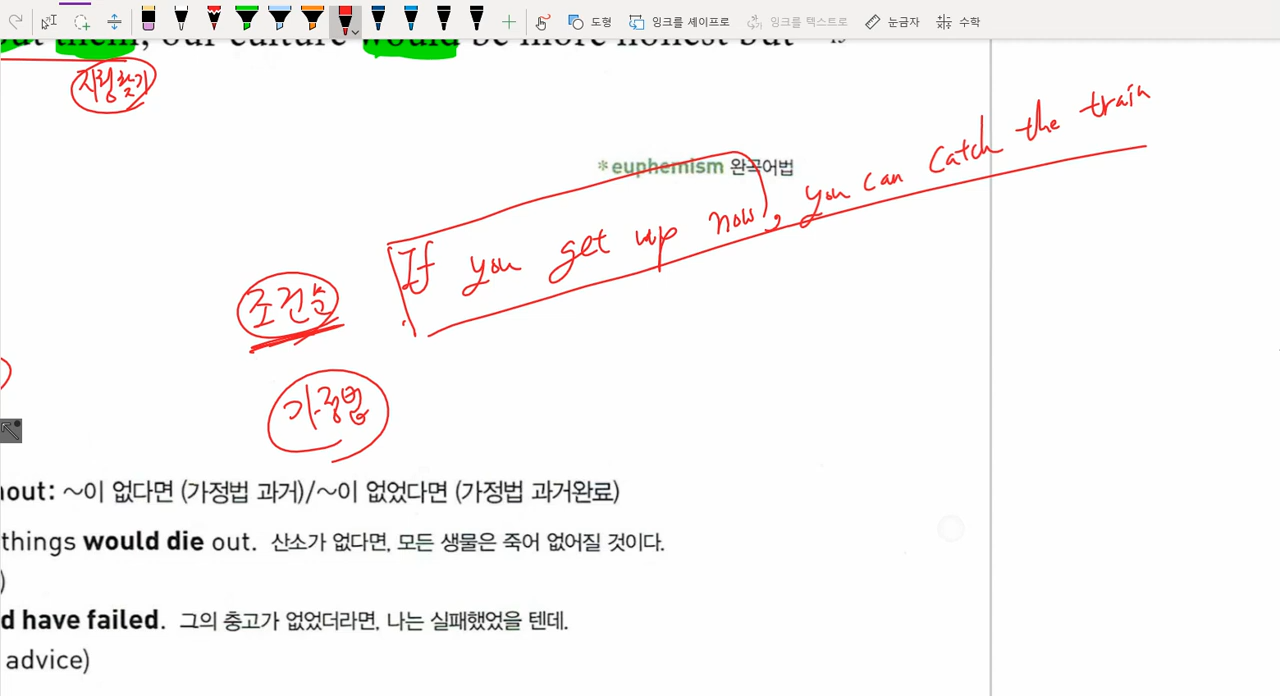 도형 잉크를 셰이프로 잉크를 텍스트로 눈금자 수학
them, our culture would be more honest but 15
지칭찾기
*euphemism 완곡어법
If you get up now, you can catch the train
조건문
가정법
hout: ~이 없다면 (가정법 과거)/~이 없었다면 (가정법 과거완료)
things would die out. 산소가 없다면, 모든 생물은 죽어 없어질 것이다.
)
d have failed. 그의 충고가 없었더라면, 나는 실패했었을 텐데.
advice)